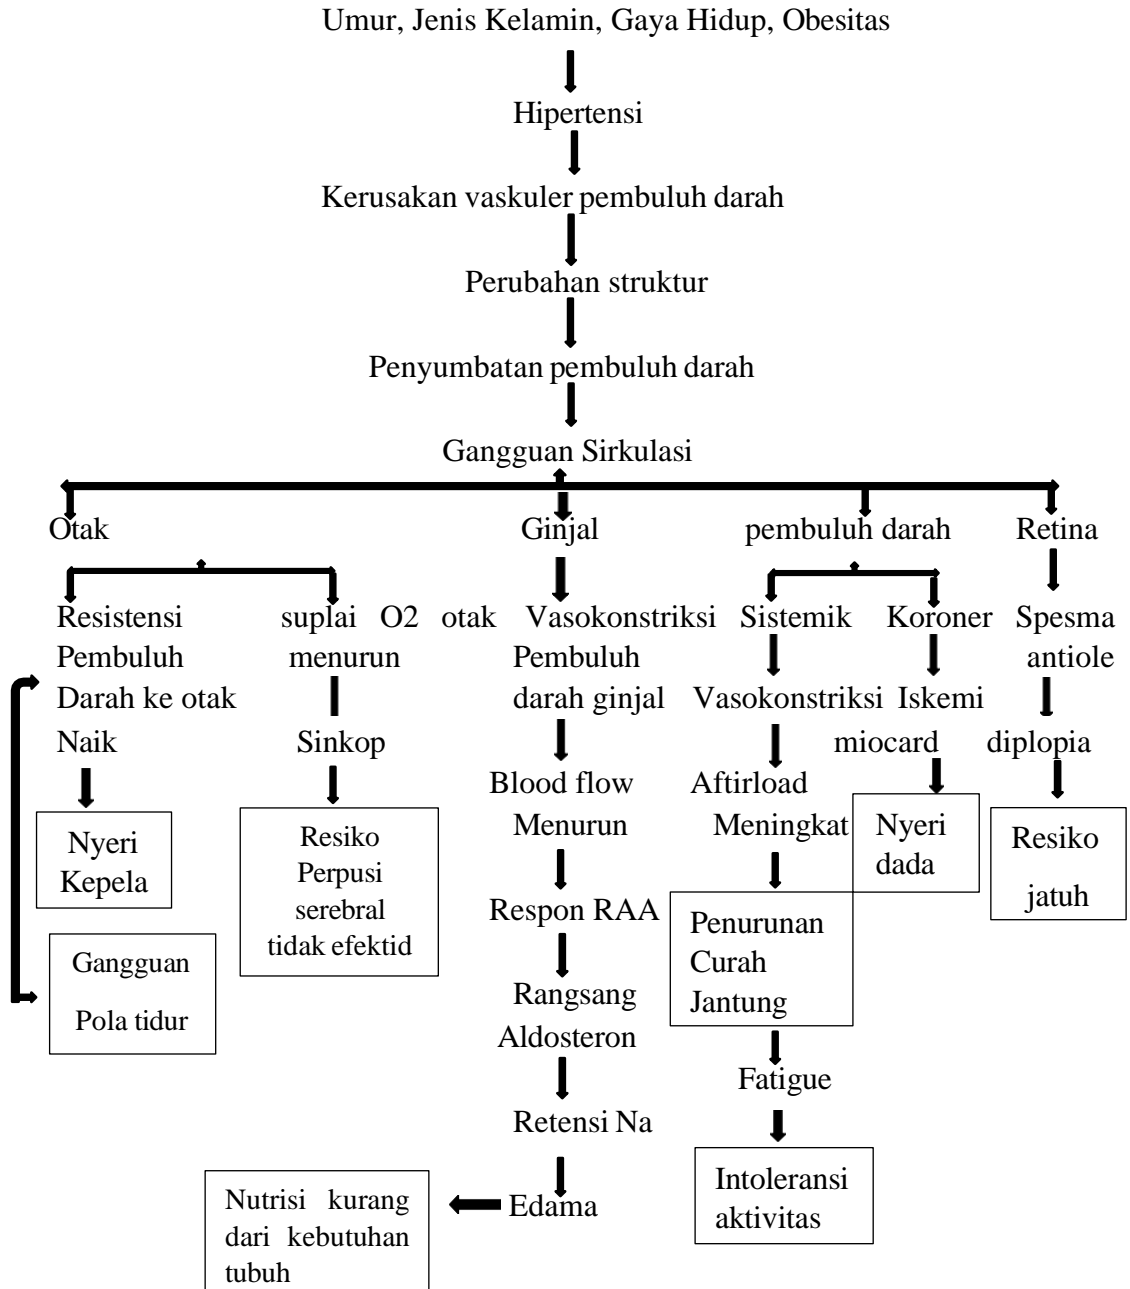 Umur, Jenis Kelamin, Gaya Hidup, Obesitas
Hipertensi
Kerusakan vaskuler pembuluh darah
Perubahan struktur
Penyumbatan pembuluh darah
Gangguan Sirkulasi
Otak
Ginjal
pembuluh darah
Retina
Resistensi
Pembuluh
Darah ke otak
Naik
Nyeri
Kepela
Gangguan
Pola tidur
suplai O2 otak
menurun
Sinkop
Resiko
Perpusi
serebral
tidak efektid
Vasokonstriksi
Pembuluh
darah ginjal
Blood flow
Menurun
Respon RAA
Rangsang
Aldosteron
Retensi Na
Edama
Nutrisi kurang
dari kebutuhan
tubuh
Sistemik
Vasokonstriksi
Aftirload
Meningkat
Penurunan
Curah
Jantung
Fatigue
Intoleransi
aktivitas
Koroner
Iskemi
miocard
Nyeri
dada
Spesma
antiole
diplopia
Resiko
jatuh